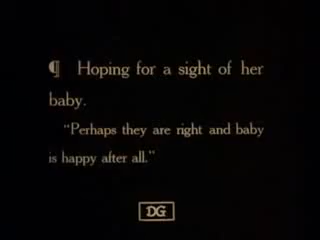 ¶ Hoping for a sight of her
baby.
"Perhaps they are right and baby
is happy after all."
DG